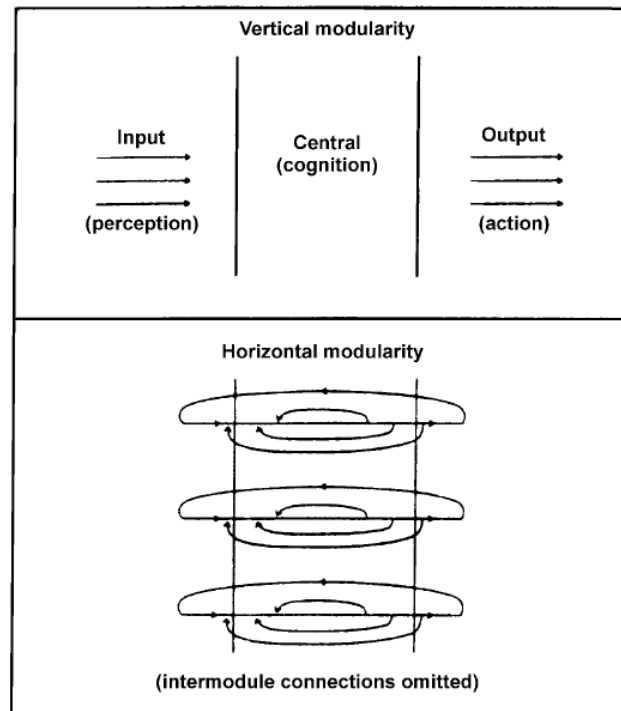 Vertical modularity
Input
(perception)
Central
(cognition)
Output
(action)
Horizontal modularity
(intermodule connections omitted)